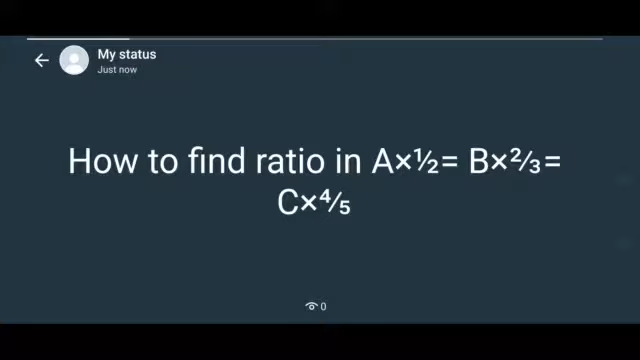 My status
Just now
How to find ratio in A×½= B×⅔=
C×⅘
0